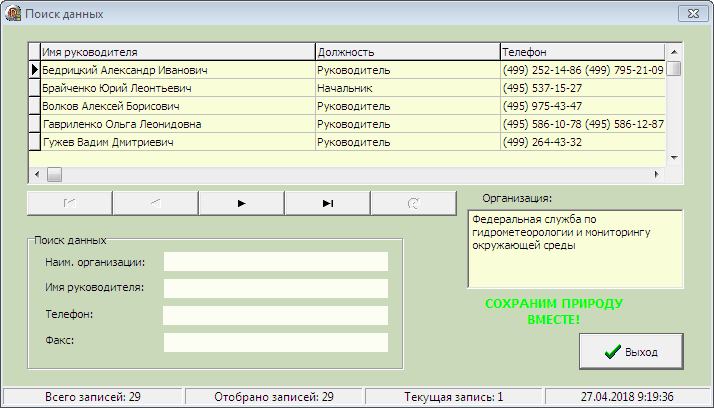 Поиск данных
Имя руководителя Должность Телефон
Бедрицкий Александр Иванович Руководитель (499) 252-14-86 (499) 795-21-09
Брайченко Юрий Леонтьевич Начальник (495) 537-15-27
Волков Алексей Борисович Руководитель (495) 975-43-47
Гавриленко Ольга Леонидовна Руководитель (495) 586-10-78 (495) 586-12-87
Гужев Вадим Дмитриевич Руководитель (499) 264-43-32
Организация:
Федеральная служба по
гидрометеорологии и мониторингу
окружающей среды
Поиск данных
Наим. организации:
Имя руководителя:
Телефон:
Факс:
СОХРАНИМ ПРИРОДУ
ВМЕСТЕ!
Выход
Всего записей: 29 Отобрано записей: 29 Текущая запись: 1 27.04.2018 9:19:36